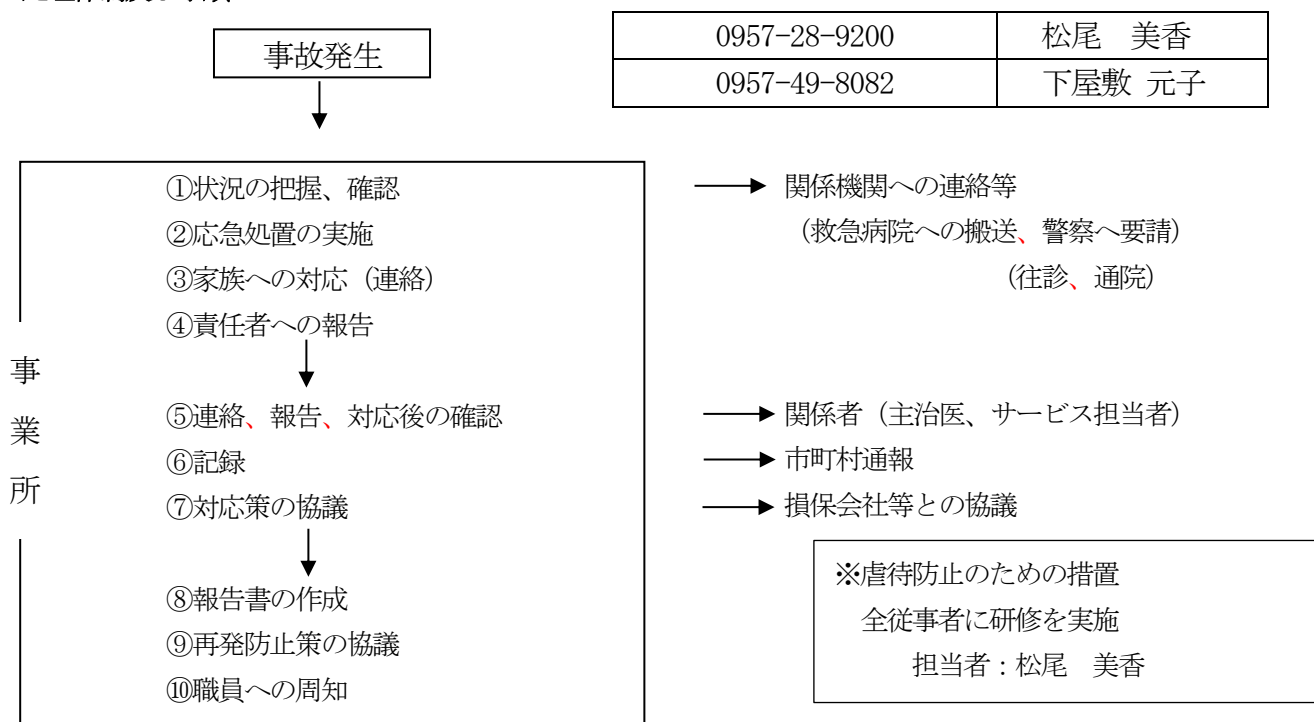 事故発生
0957-28-9200 松尾 美香
0957-49-8082 下屋敷 元子
①状況の把握、確認
関係機関への連絡等
②応急処置の実施
(救急病院への搬送、警察へ要請)
③家族への対応（連絡）
(往診、通院)
④責任者への報告
事業所
⑤連絡、報告、対応後の確認
関係者（主治医、サービス担当者）
⑥記録
市町村通報
⑦対応策の協議
損保会社等との協議
※虐待防止のための措置
全従事者に研修を実施
担当者：松尾 美香
⑧報告書の作成
⑨再発防止策の協議
⑩職員への周知